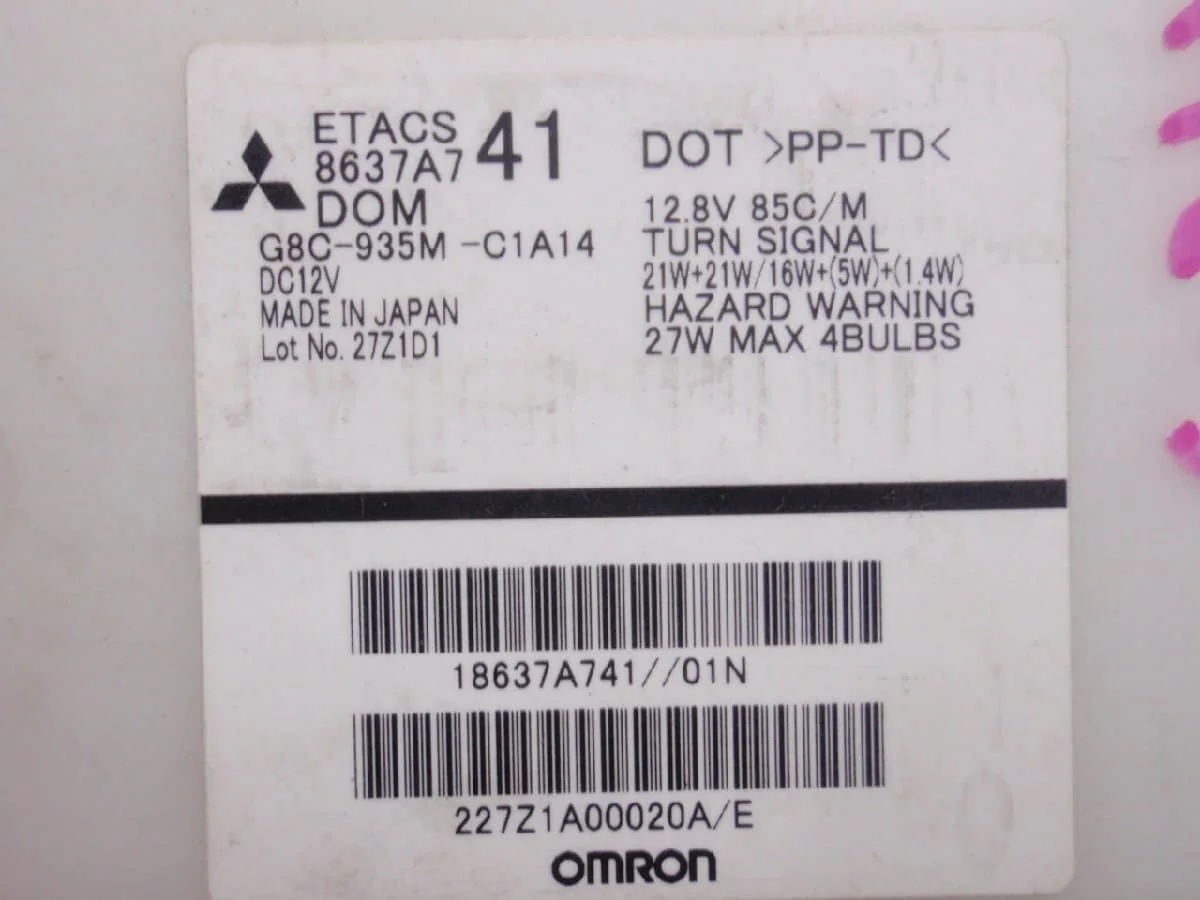 ETACS
8637A7 41
DOM
G8C-935M -C1A14
DC12V
MADE IN JAPAN
Lot No. 27Z1D1
DOT >PP-TD<
12.8V 85C/M
TURN SIGNAL
21W+21W/16W+(5W)+(1.4W)
HAZARD WARNING
27W MAX 4BULBS
18637A741//01N
227Z1A00020A/E
OMRON